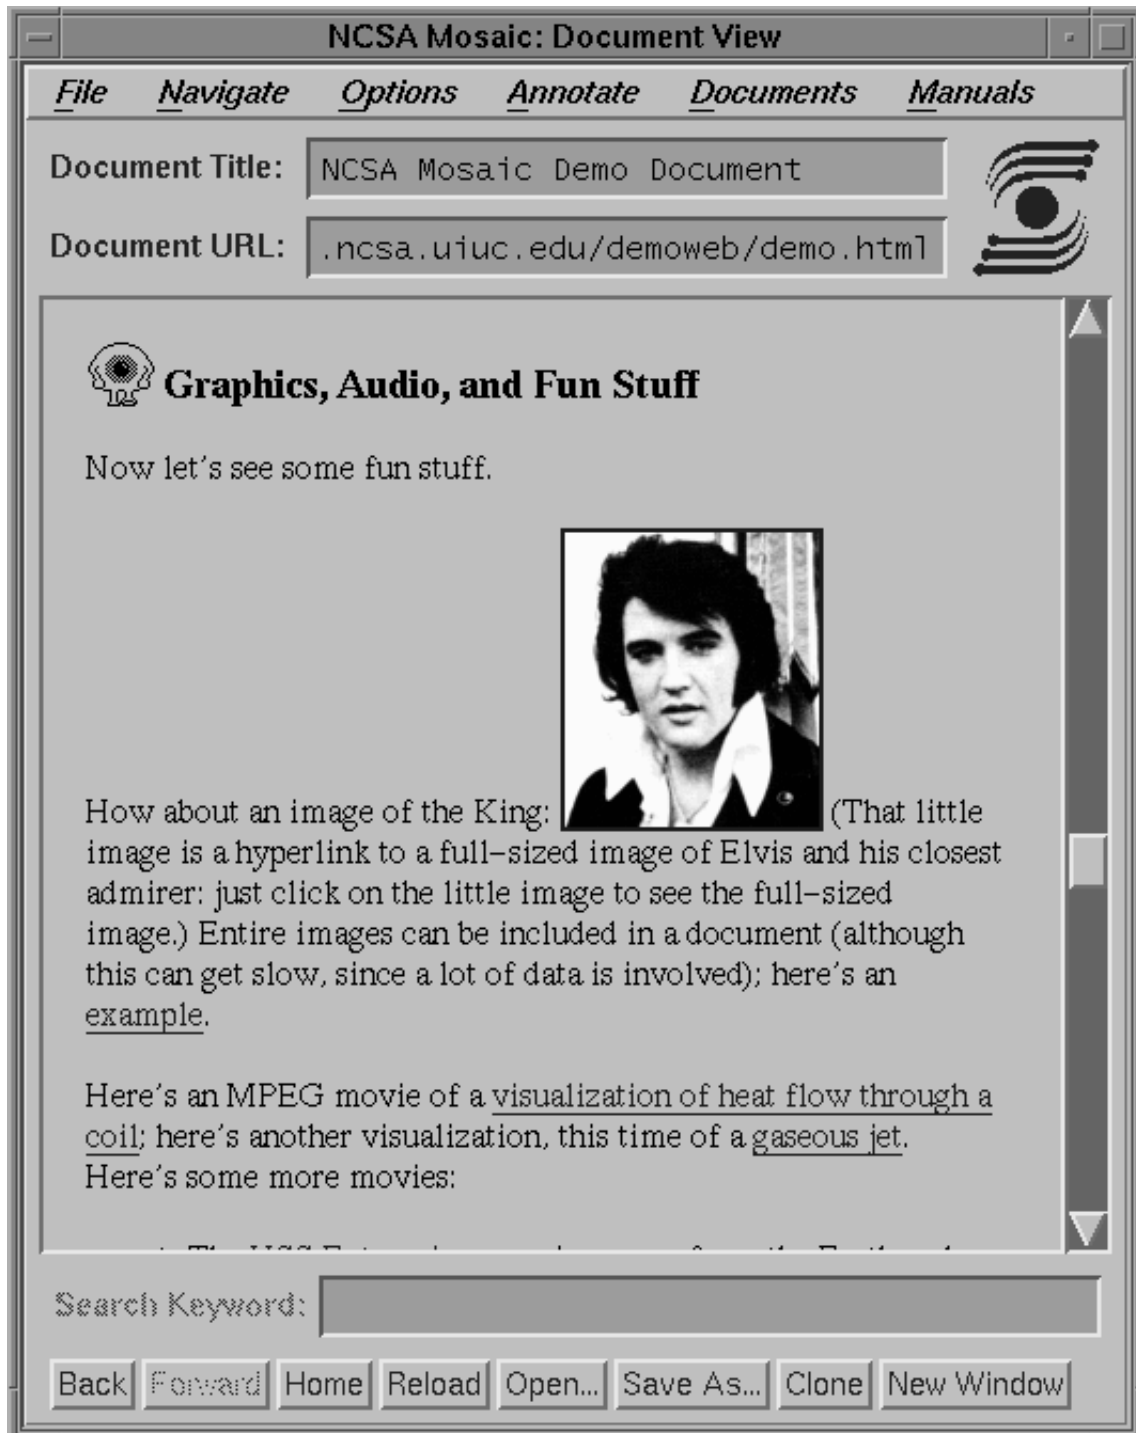 NCSA Mosaic: Document View
File Navigate Options Annotate Documents Manuals
Document Title: NCSA Mosaic Demo Document
Document URL: .ncsa.uiuc.edu/demoweb/demo.html
Graphics, Audio, and Fun Stuff
Now let's see some fun stuff.
How about an image of the King: (That little
image is a hyperlink to a full-sized image of Elvis and his closest
admirer: just click on the little image to see the full-sized
image.) Entire images can be included in a document (although
this can get slow, since a lot of data is involved); here's an
example.
Here's an MPEG movie of a visualization of heat flow through a
coil; here's another visualization, this time of a gaseous jet.
Here's some more movies:
Search Keyword:
Back Forward Home Reload Open... Save As... Clone New Window